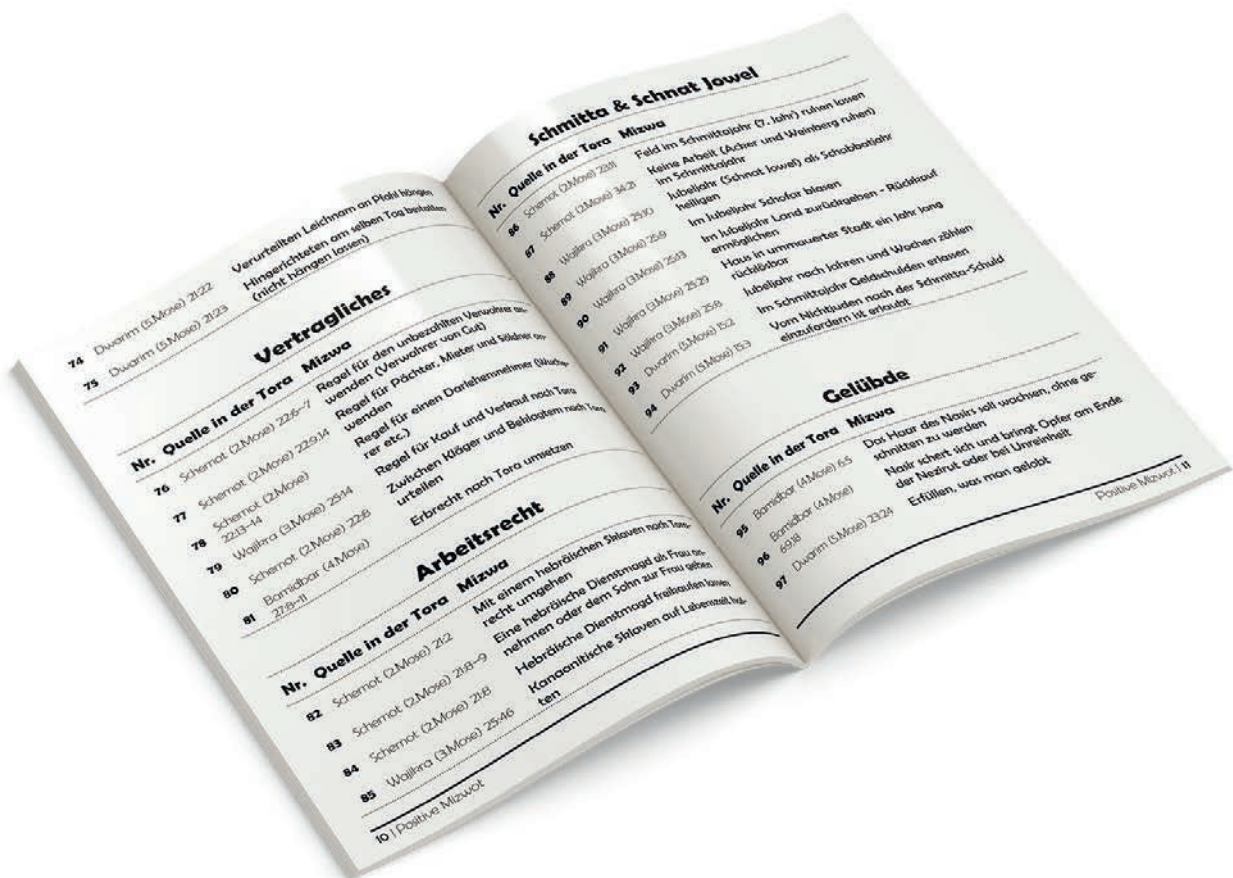 74 Dwarim (5.Mose) 21:22 Verurteilten Leichnam an Pfahl hängen
75 Dwarim (5.Mose) 21:23 Hingerichteten am selben Tag bestatten
(nicht hängen lassen)
Vertragliches
Nr. Quelle in der Tora Mizwa
76 Schemot (2.Mose) 22:6–7 Regel für den unbezahlten Verwahrer an-
wenden (Verwahrer von Gut)
77 Schemot (2.Mose) 22:9.14 Regel für Pächter, Mieter und Söldner an-
wenden
78 Schemot (2.Mose) Regel für einen Darlehensnehmer (Wuche-
22:13–14 rer etc.)
79 Wajikra (3.Mose) 25:14 Regel für Kauf und Verkauf nach Tora
80 Schemot (2.Mose) 22:8 Zwischen Kläger und Beklagtem nach Tora
urteilen
81 Bamidbar (4.Mose) Erbrecht nach Tora umsetzen
27:8–11
Arbeitsrecht
Nr. Quelle in der Tora Mizwa
82 Schemot (2.Mose) 21:2 Mit einem hebräischen Sklaven nach Tora-
recht umgehen
83 Schemot (2.Mose) 21:8–9 Eine hebräische Dienstmagd als Frau an-
nehmen oder dem Sohn zur Frau geben
84 Schemot (2.Mose) 21:8 Hebräische Dienstmagd freikaufen lassen
85 Wajikra (3.Mose) 25:46 Kanaanitische Sklaven auf Lebenszeit hal-
ten
10 | Positive Mizwot
Schmitta & Schnat Jowel
Nr. Quelle in der Tora Mizwa
86 Schemot (2.Mose) 23:11 Feld im Schmittajahr (7. Jahr) ruhen lassen
87 Schemot (2.Mose) 34:21 Keine Arbeit (Acker und Weinberg ruhen)
im Schmittajahr
88 Wajikra (3.Mose) 25:10 Jubeljahr (Schnat Jowel) als Schabbatjahr
heiligen
89 Wajikra (3.Mose) 25:9 Im Jubeljahr Schofar blasen
90 Wajikra (3.Mose) 25:13 Im Jubeljahr Land zurückgeben - Rückkauf
ermöglichen
91 Wajikra (3.Mose) 25:29 Haus in ummauerter Stadt ein Jahr lang
rücklösbar
92 Wajikra (3.Mose) 25:8 Jubeljahr nach Jahren und Wochen zählen
93 Dwarim (5.Mose) 15:2 Im Schmittajahr Geldschulden erlassen
94 Dwarim (5.Mose) 15:3 Vom Nichtjuden nach der Schmitta-Schuld
einzufordern ist erlaubt
Gelübde
Nr. Quelle in der Tora Mizwa
95 Bamidbar (4.Mose) 6:5 Das Haar des Nasirs soll wachsen, ohne ge-
schnitten zu werden
96 Bamidbar (4.Mose) Nasir schert sich und bringt Opfer am Ende
6:9.18 der Nezirut oder bei Unreinheit
97 Dwarim (5.Mose) 23:24 Erfüllen, was man gelobt
Positive Mizwot | 11